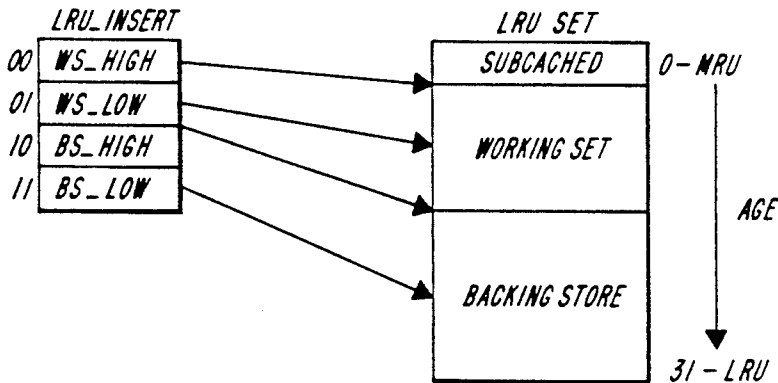 LRU_INSERT
00 WS_HIGH
01 WS_LOW
10 BS_HIGH
11 BS_LOW
LRU SET
SUBCACHED
WORKING SET
BACKING STORE
0-MRU
AGE
31-LRU